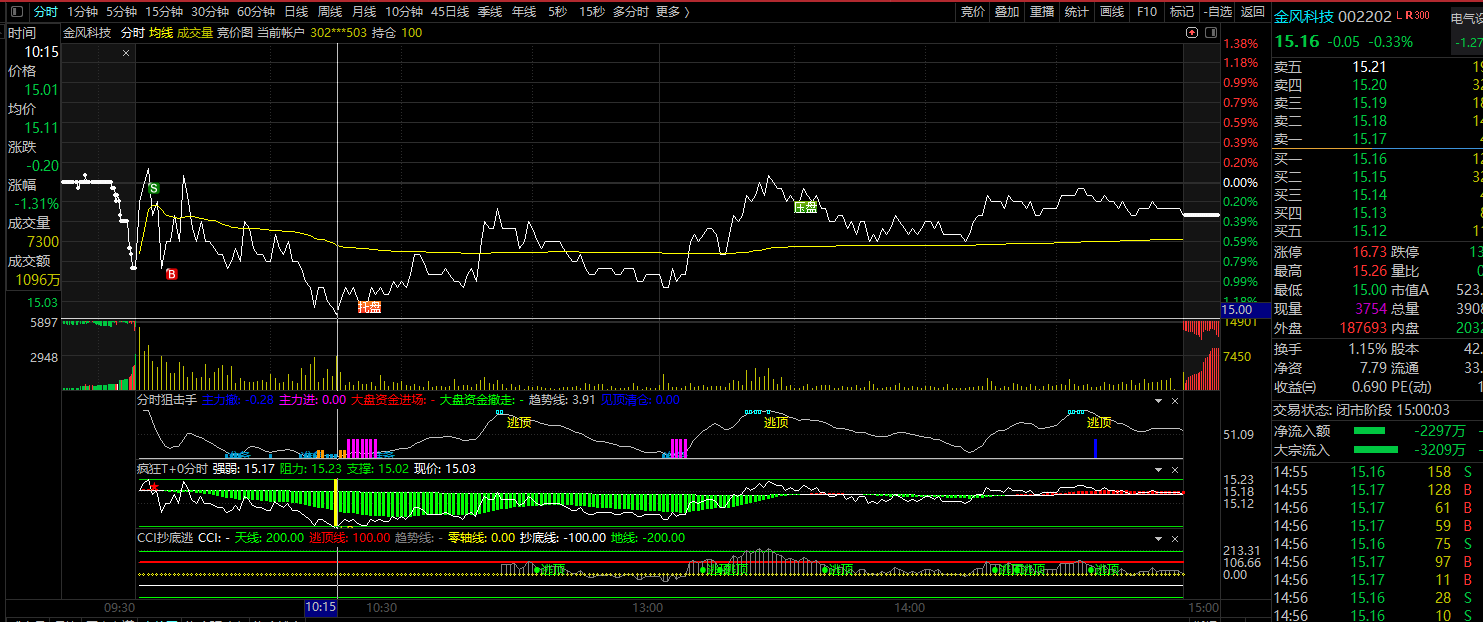 分时 1分钟 5分钟 15分钟 30分钟 60分钟 日线 周线 月线 10分钟 45日线 季线 年线 5秒 15秒 多分时 更多 〉 竞价 叠加 重播 统计 画线 F10 标记 -自选 返回
金风科技 002202 L R300 电气设
时间 金风科技 分时 均线 成交量 竞价图 当前帐户 302***503 持仓 100
15.16 -0.05 -0.33% -1.27
10:15 ×
价格
15.01
均价
15.11
涨跌
-0.20
涨幅
-1.31%
成交量
7300
成交额
1096万
15.03
5897
2948
1.38%
1.18%
0.99%
0.79%
0.59%
0.39%
0.20%
0.00%
0.20%
0.39%
0.59%
0.79%
0.99%
1.18%
15.00
14901
7450
S
B
托盘
压盘
卖五 15.21
卖四 15.20
卖三 15.19
卖二 15.18
卖一 15.17
买一 15.16
买二 15.15
买三 15.14
买四 15.13
买五 15.12
涨停 16.73 跌停 13
最高 15.26 量比 0
最低 15.00 市值A 523.
现量 3754 总量 3908
外盘 187693 内盘 2032
换手 1.15% 股本 42.
净资 7.79 流通 33.
收益㈢ 0.690 PE(动) 1
交易状态: 闭市阶段 15:00:03
净流入额 -2297万
大宗流入 -3209万
14:55 15.16 158 S
14:55 15.17 128 B
14:56 15.17 61 B
14:56 15.17 59 B
14:56 15.16 75 S
14:56 15.17 97 B
14:56 15.17 11 B
14:56 15.16 28 S
14:56 15.16 10 S
分时狙击手 主力撤: -0.28 主力进: 0.00 大盘资金进场: - 大盘资金撤走: - 趋势线: 3.91 见顶清仓: 0.00
逃顶 逃顶 逃顶
51.09
疯狂T+0分时 强弱: 15.17 阻力: 15.23 支撑: 15.02 现价: 15.03
15.23
15.18
15.12
CCI抄底逃 CCI: - 天线: 200.00 逃顶线: 100.00 趋势线: - 零轴线: 0.00 抄底线: -100.00 地线: -200.00
213.31
106.66
0.00
逃顶 逃顶 逃顶 逃顶
09:30 10:15 10:30 13:00 14:00 15:00